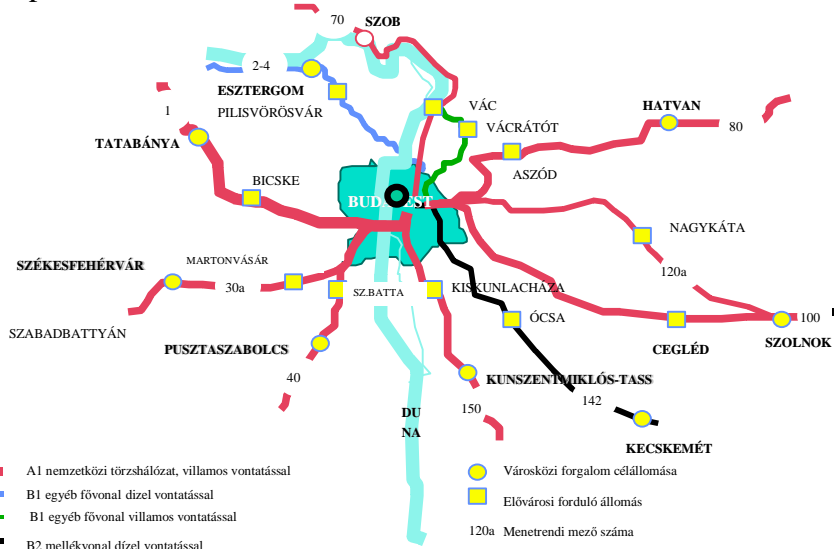 70
SZOB
2-4
ESZTERGOM
PILISVÖRÖSVÁR
VÁC
VÁCRÁTÓT
HATVAN
80
1
TATABÁNYA
ASZÓD
BICSKE
BUDAPEST
NAGYKÁTA
MARTONVÁSÁR
SZÉKESFEHÉRVÁR
30a
SZ.BATTA
KISKUNLACHÁZA
120a
SZABADBATTYÁN
ÓCSA
100
PUSZTASZABOLCS
CEGLÉD
SZOLNOK
40
KUNSZENTMIKLÓS-TASS
150
142
DU
NA
KECSKEMÉT
A1 nemzetközi törzshálózat, villamos vontatással
B1 egyéb fővonal dizel vontatással
B1 egyéb fővonal villamos vontatással
B2 mellékvonal dízel vontatással
Városközi forgalom célállomása
Elővárosi forduló állomás
120a Menetrendi mező száma